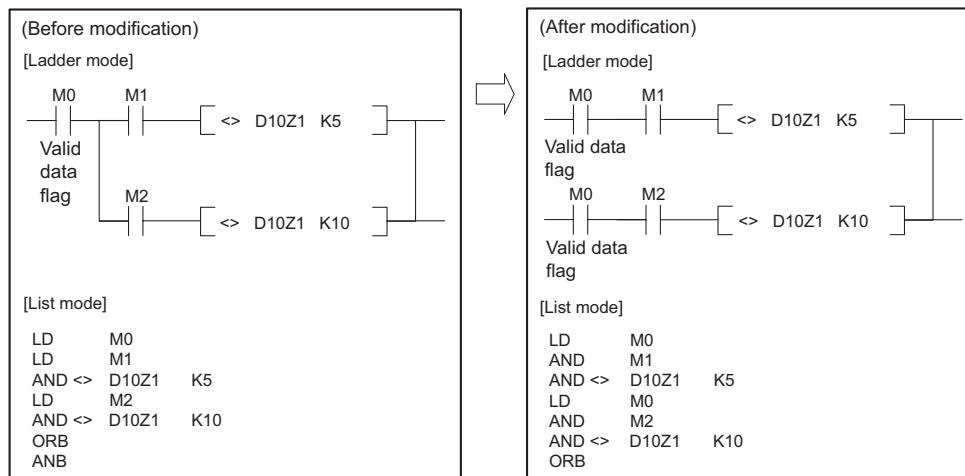 (Before modification)
[Ladder mode]
M0 M1
<> D10Z1 K5
Valid
data
flag
M2
<> D10Z1 K10
[List mode]
LD M0
LD M1
AND <> D10Z1 K5
LD M2
AND <> D10Z1 K10
ORB
ANB
(After modification)
[Ladder mode]
M0 M1
<> D10Z1 K5
Valid data
flag
M0 M2
<> D10Z1 K10
Valid data
flag
[List mode]
LD M0
AND M1
AND <> D10Z1 K5
LD M0
AND M2
AND <> D10Z1 K10
ORB